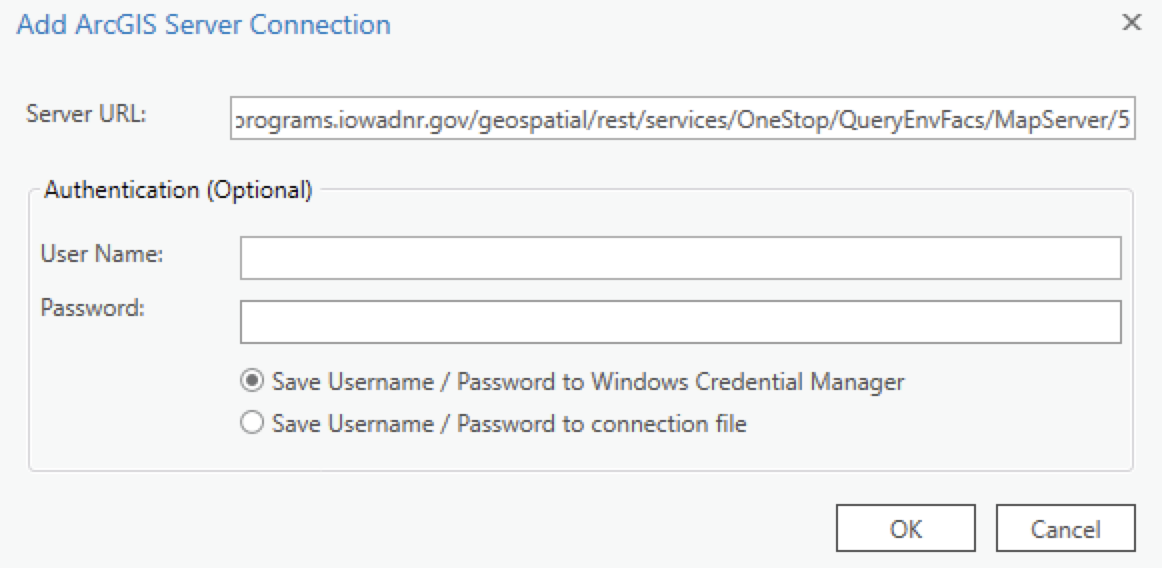 Add ArcGIS Server Connection
Server URL: programs.iowadnr.gov/geospatial/rest/services/OneStop/QueryEnvFacs/MapServer/5
Authentication (Optional)
User Name:
Password:
Save Username / Password to Windows Credential Manager
Save Username / Password to connection file
OK Cancel